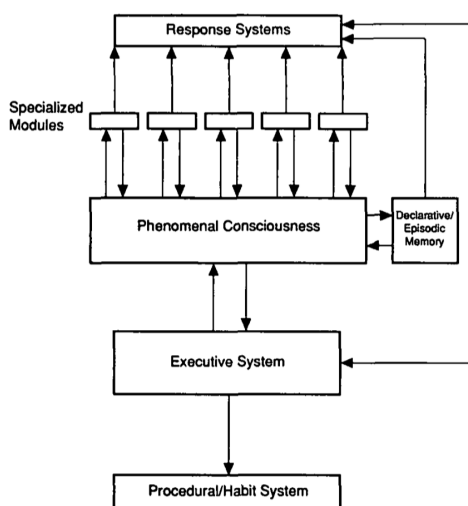 Response Systems
Specialized
Modules
Phenomenal Consciousness
Declarative/
Episodic
Memory
Executive System
Procedural/Habit System